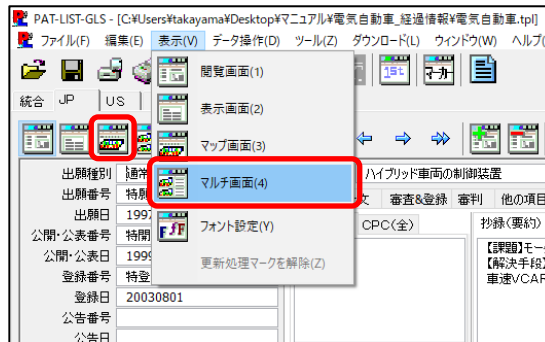 PAT-LIST-GLS - [C:¥Users¥takayama¥Desktop¥マニュアル¥電気自動車_経過情報¥電気自動車.tpl]
ファイル(F) 編集(E) 表示(V) データ操作(D) ツール(Z) ダウンロード(L) ウィンドウ(W) ヘルプ(
閲覧画面(1)
1st マーカー
統合 JP US
表示画面(2)
マップ画面(3)
マルチ画面(4)
フォント設定(Y)
更新処理マークを解除(Z)
出願種別 通常 ハイブリッド車両の制御装置
出願番号 特願
文 審査&登録 審判 他の項目
出願日 199
CPC(全) 抄録(要約)
公開・公表番号 特開
公開・公表日 199
【課題】モー
【解決手段】
車速VCAR
登録番号 特登
登録日 20030801
公告番号
公告日